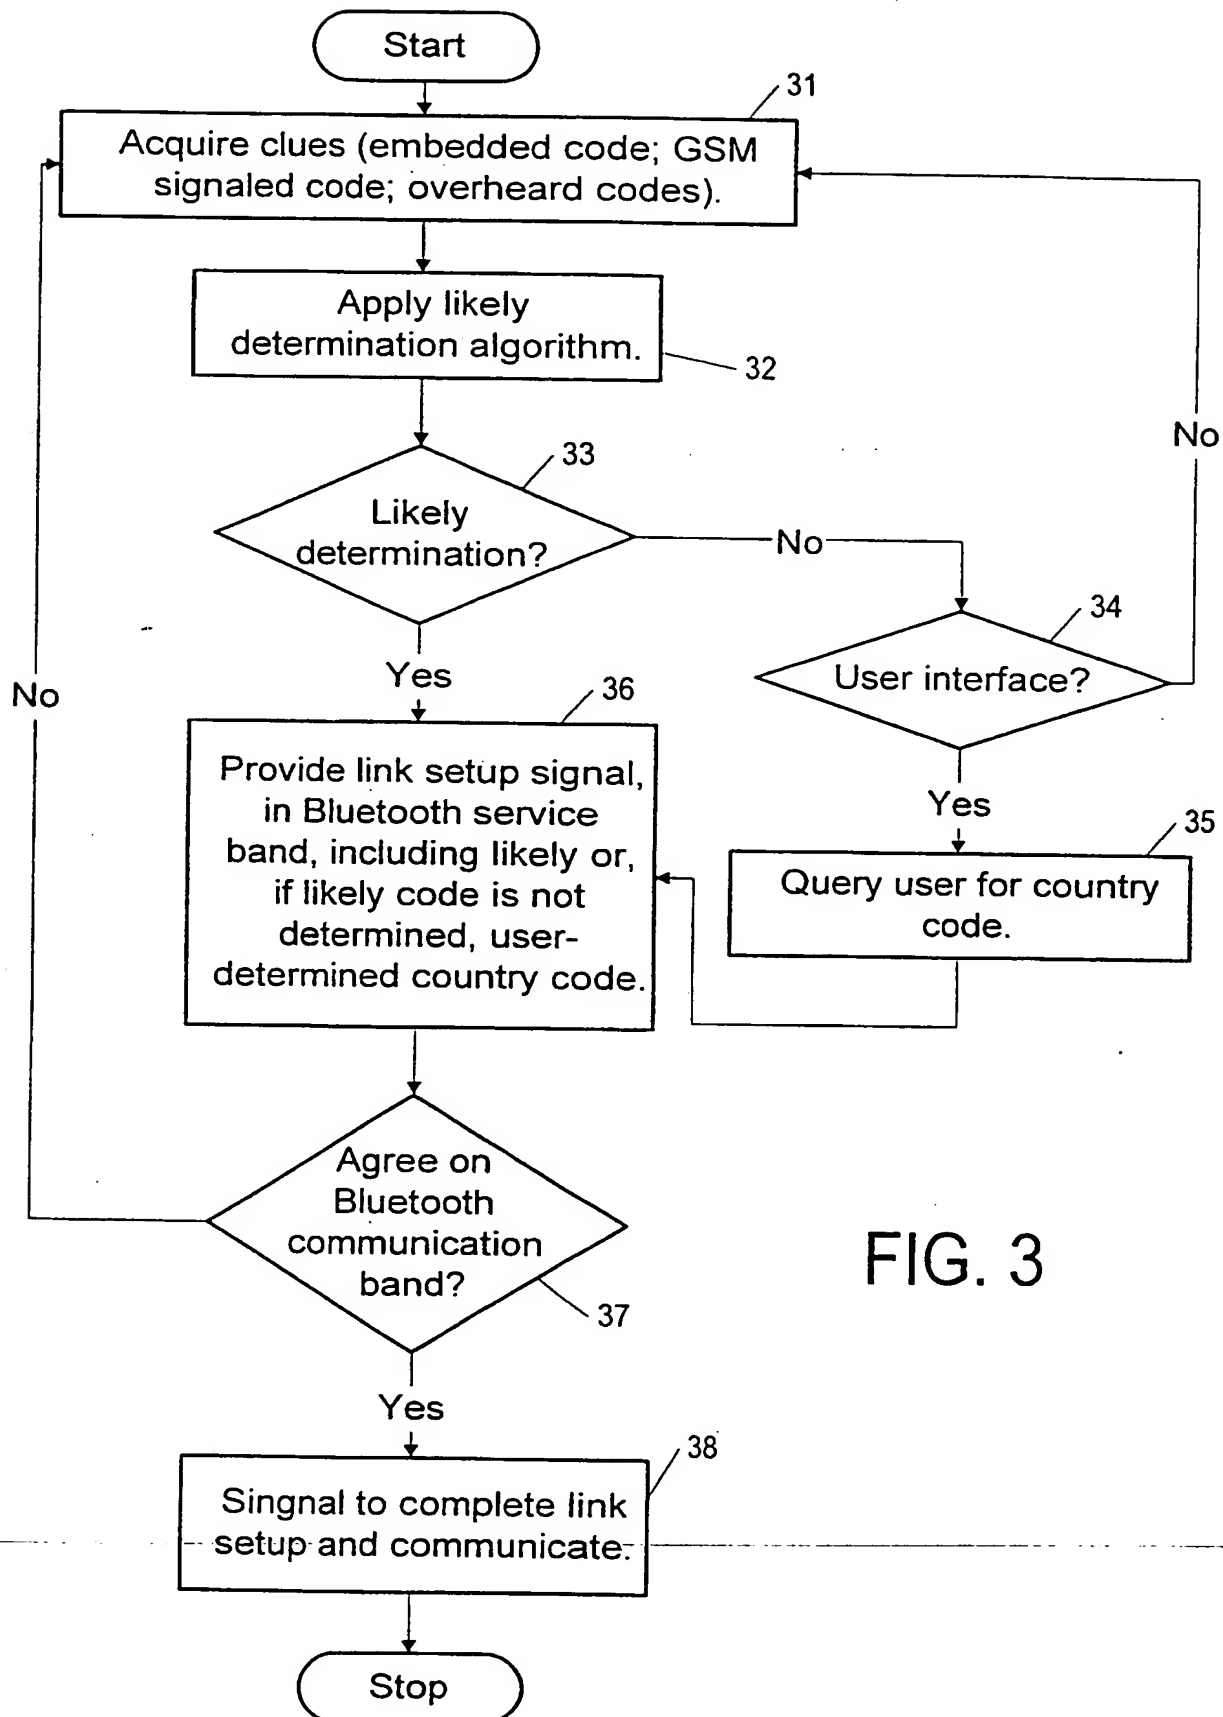 Start
31
Acquire clues (embedded code; GSM
signaled code; overheard codes).
Apply likely
determination algorithm.
32
No
33
Likely
determination?
No
34
User interface?
Yes
No
36
Yes
35
Provide link setup signal,
in Bluetooth service
band, including likely or,
if likely code is not
determined, user-
determined country code.
Query user for country
code.
Agree on
Bluetooth
communication
band?
37
FIG. 3
Yes
38
Singnal to complete link
setup and communicate.
Stop